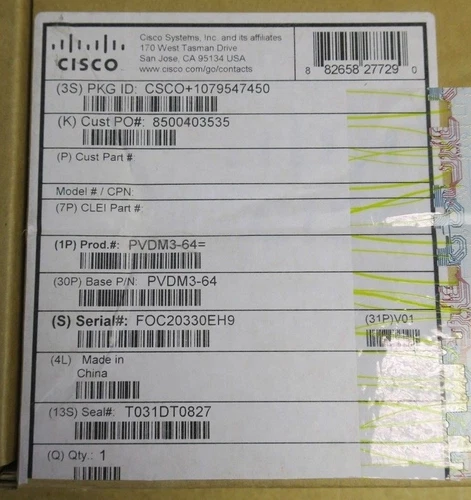 CISCO
Cisco Systems, Inc. and its affiliates
170 West Tasman Drive
San Jose, CA 95134 USA
www.cisco.com/go/contacts
8 82658 27729 0
(3S) PKG ID: CSCO+1079547450
(K) Cust PO#: 8500403535
(P) Cust Part #
Model # / CPN:
(7P) CLEI Part #:
(1P) Prod.#: PVDM3-64=
(30P) Base P/N: PVDM3-64
(S) Serial#: FOC20330EH9
(31P)V01
(4L) Made in
China
(13S) Seal#: T031DT0827
(Q) Qty.: 1